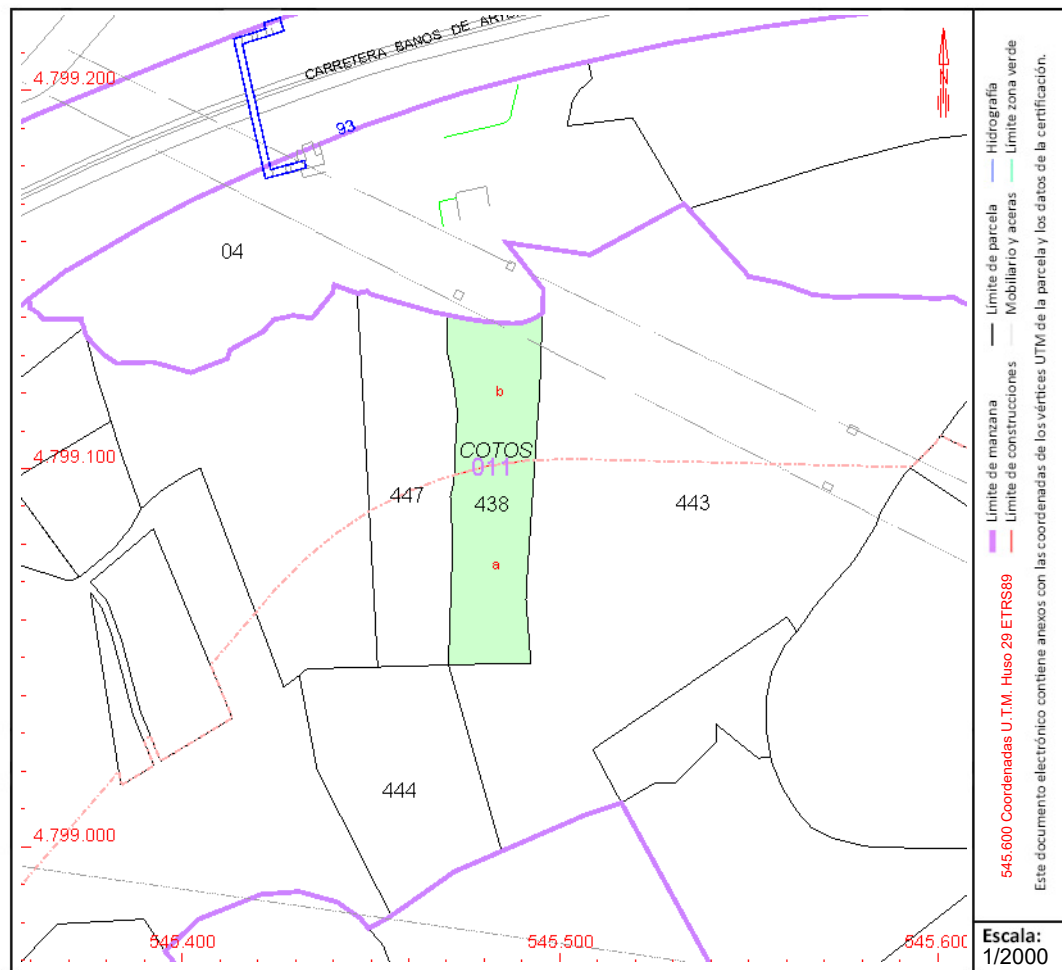 CARRETERA BANOS DE
4.799.200
93
04
b
COTOS
4.799.100
011
447
438
443
a
444
4.799.000
545.400
545.500
545.600
N
Límite de manzana
Límite de parcela
Hidrografía
Límite de construcciones
Mobiliario y aceras
Límite zona verde
545.600 Coordenadas U.T.M. Huso 29 ETRS89
Este documento electrónico contiene anexos con las coordenadas de los vértices UTM de la parcela y los datos de la certificación.
Escala:
1/2000